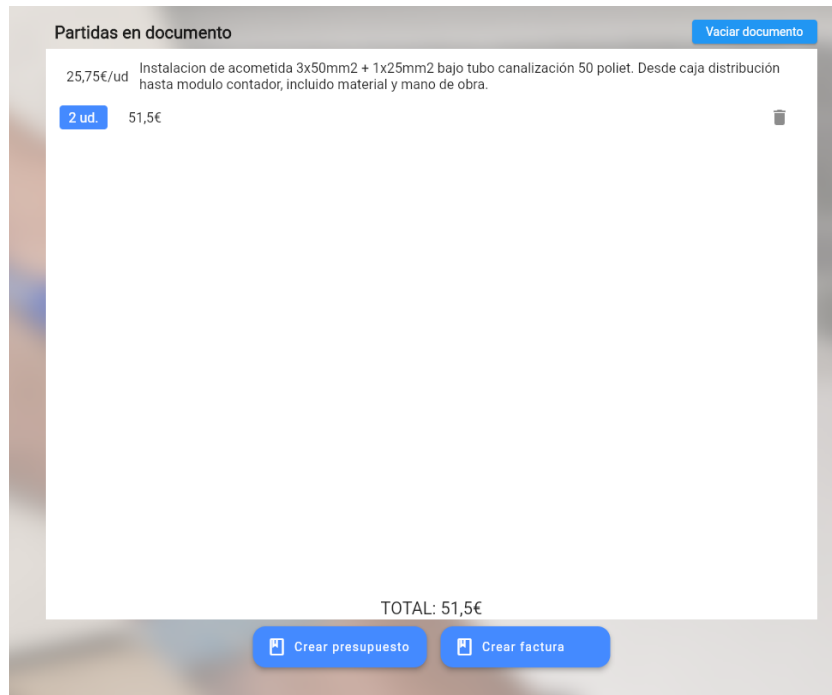 Partidas en documento
Vaciar documento
25,75€/ud
Instalacion de acometida 3x50mm2 + 1x25mm2 bajo tubo canalización 50 poliet. Desde caja distribución
hasta modulo contador, incluido material y mano de obra.
2 ud.
51,5€
TOTAL: 51,5€
Crear presupuesto
Crear factura